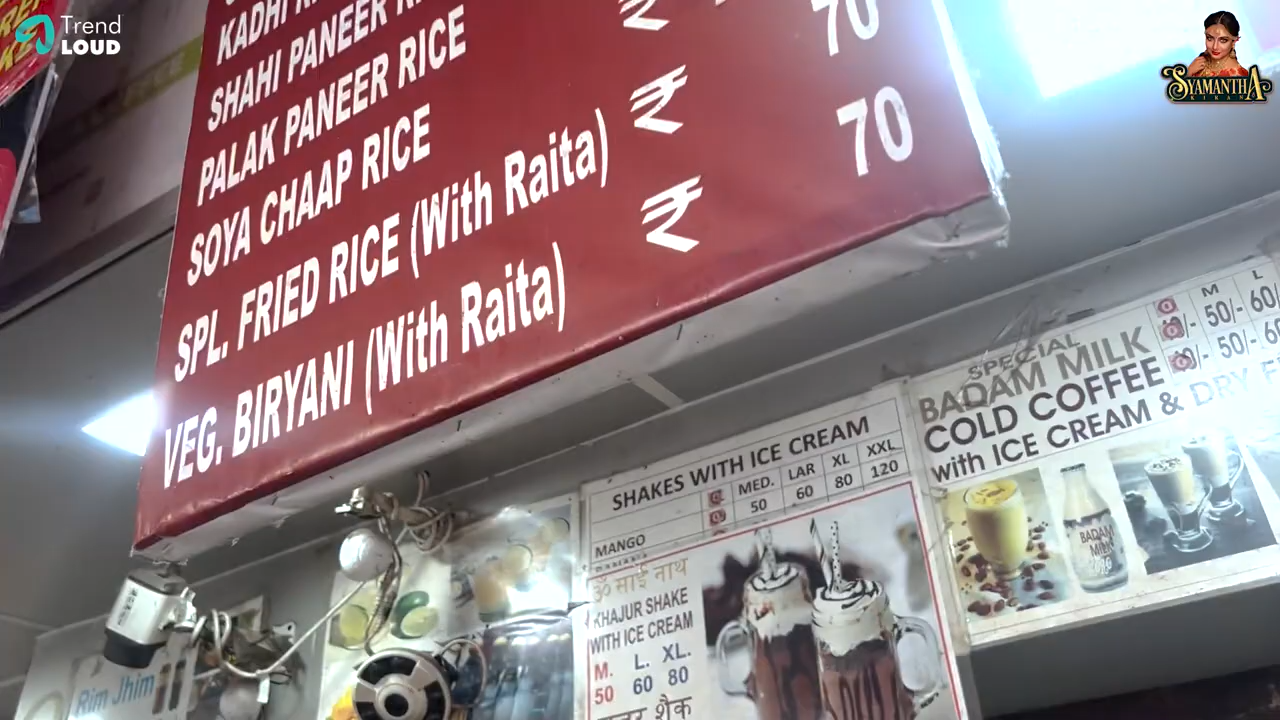 Trend
LOUD
SYAMANTHA
KIRAN
KADHI
SHAHI PANEER
PALAK PANEER RICE
SOYA CHAAP RICE
SPL. FRIED RICE (With Raita) ₹ 70
VEG. BIRYANI (With Raita) ₹ 70
SHAKES WITH ICE CREAM
MED. LAR XL XXL
50 60 80 120
MANGO
ॐ साई नाथ
KHAJUR SHAKE
WITH ICE CREAM
M. L. XL.
50 60 80
शैक
SPECIAL
BADAM MILK
COLD COFFEE
with ICE CREAM & DRY
M L
50/- 60/
50/-
BADAM
MILK
Rim Jhim